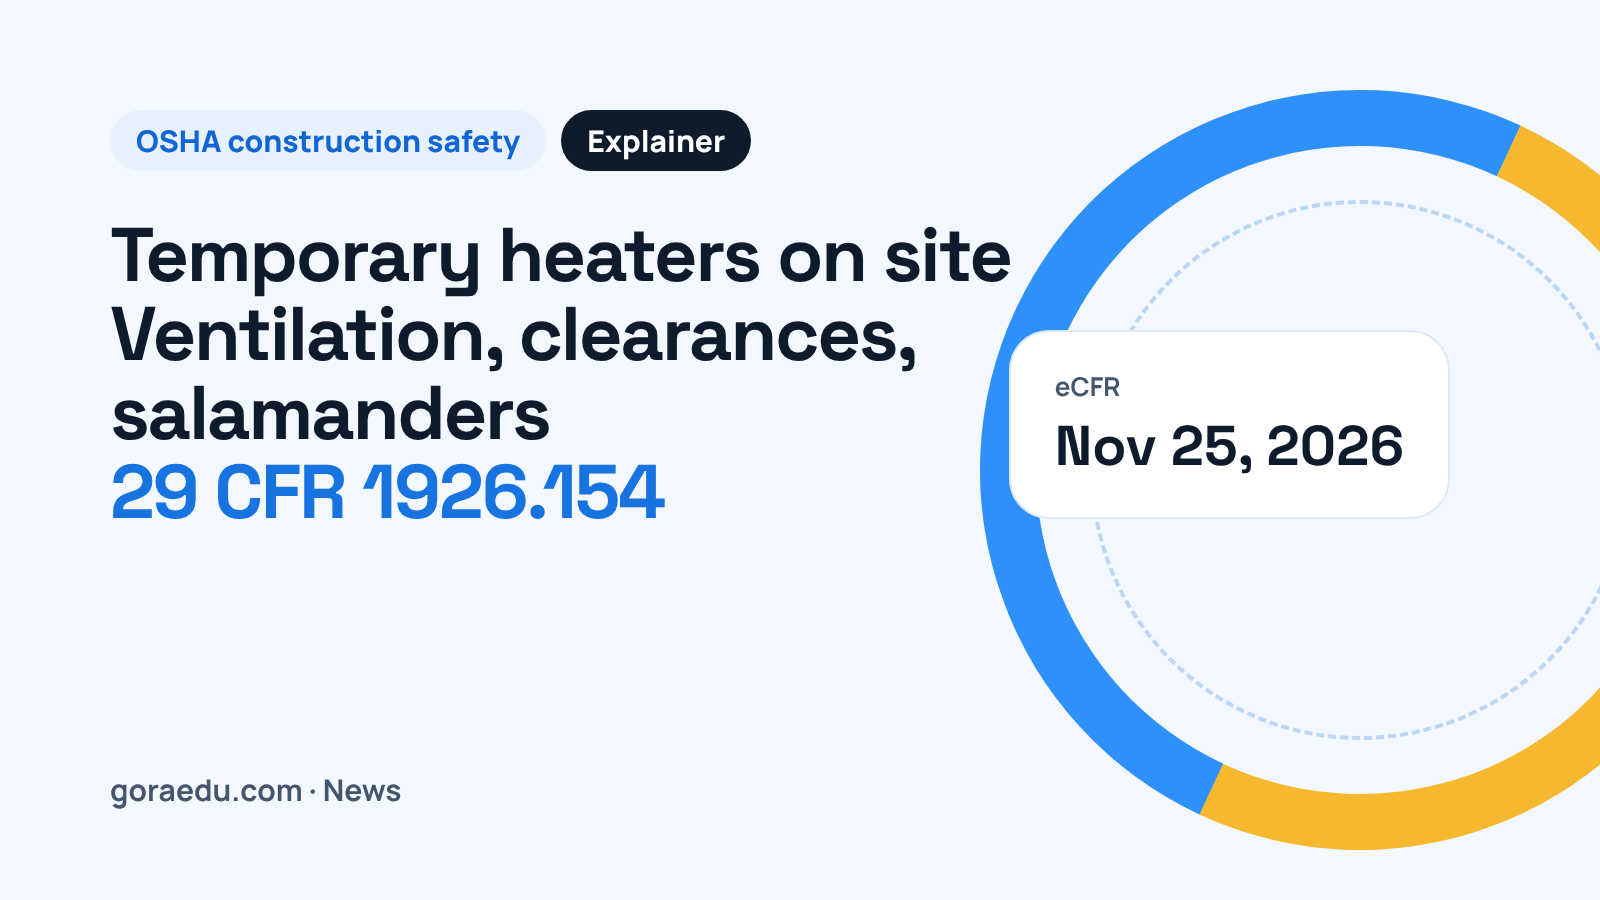 OSHA construction safety
Explainer
Temporary heaters on site
Ventilation, clearances,
salamanders
29 CFR 1926.154
eCFR
Nov 25, 2026
goraedu.com · News